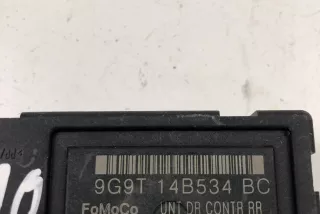 9G9T 14B534 BC
FoMoCo UNT DR CONTR RR